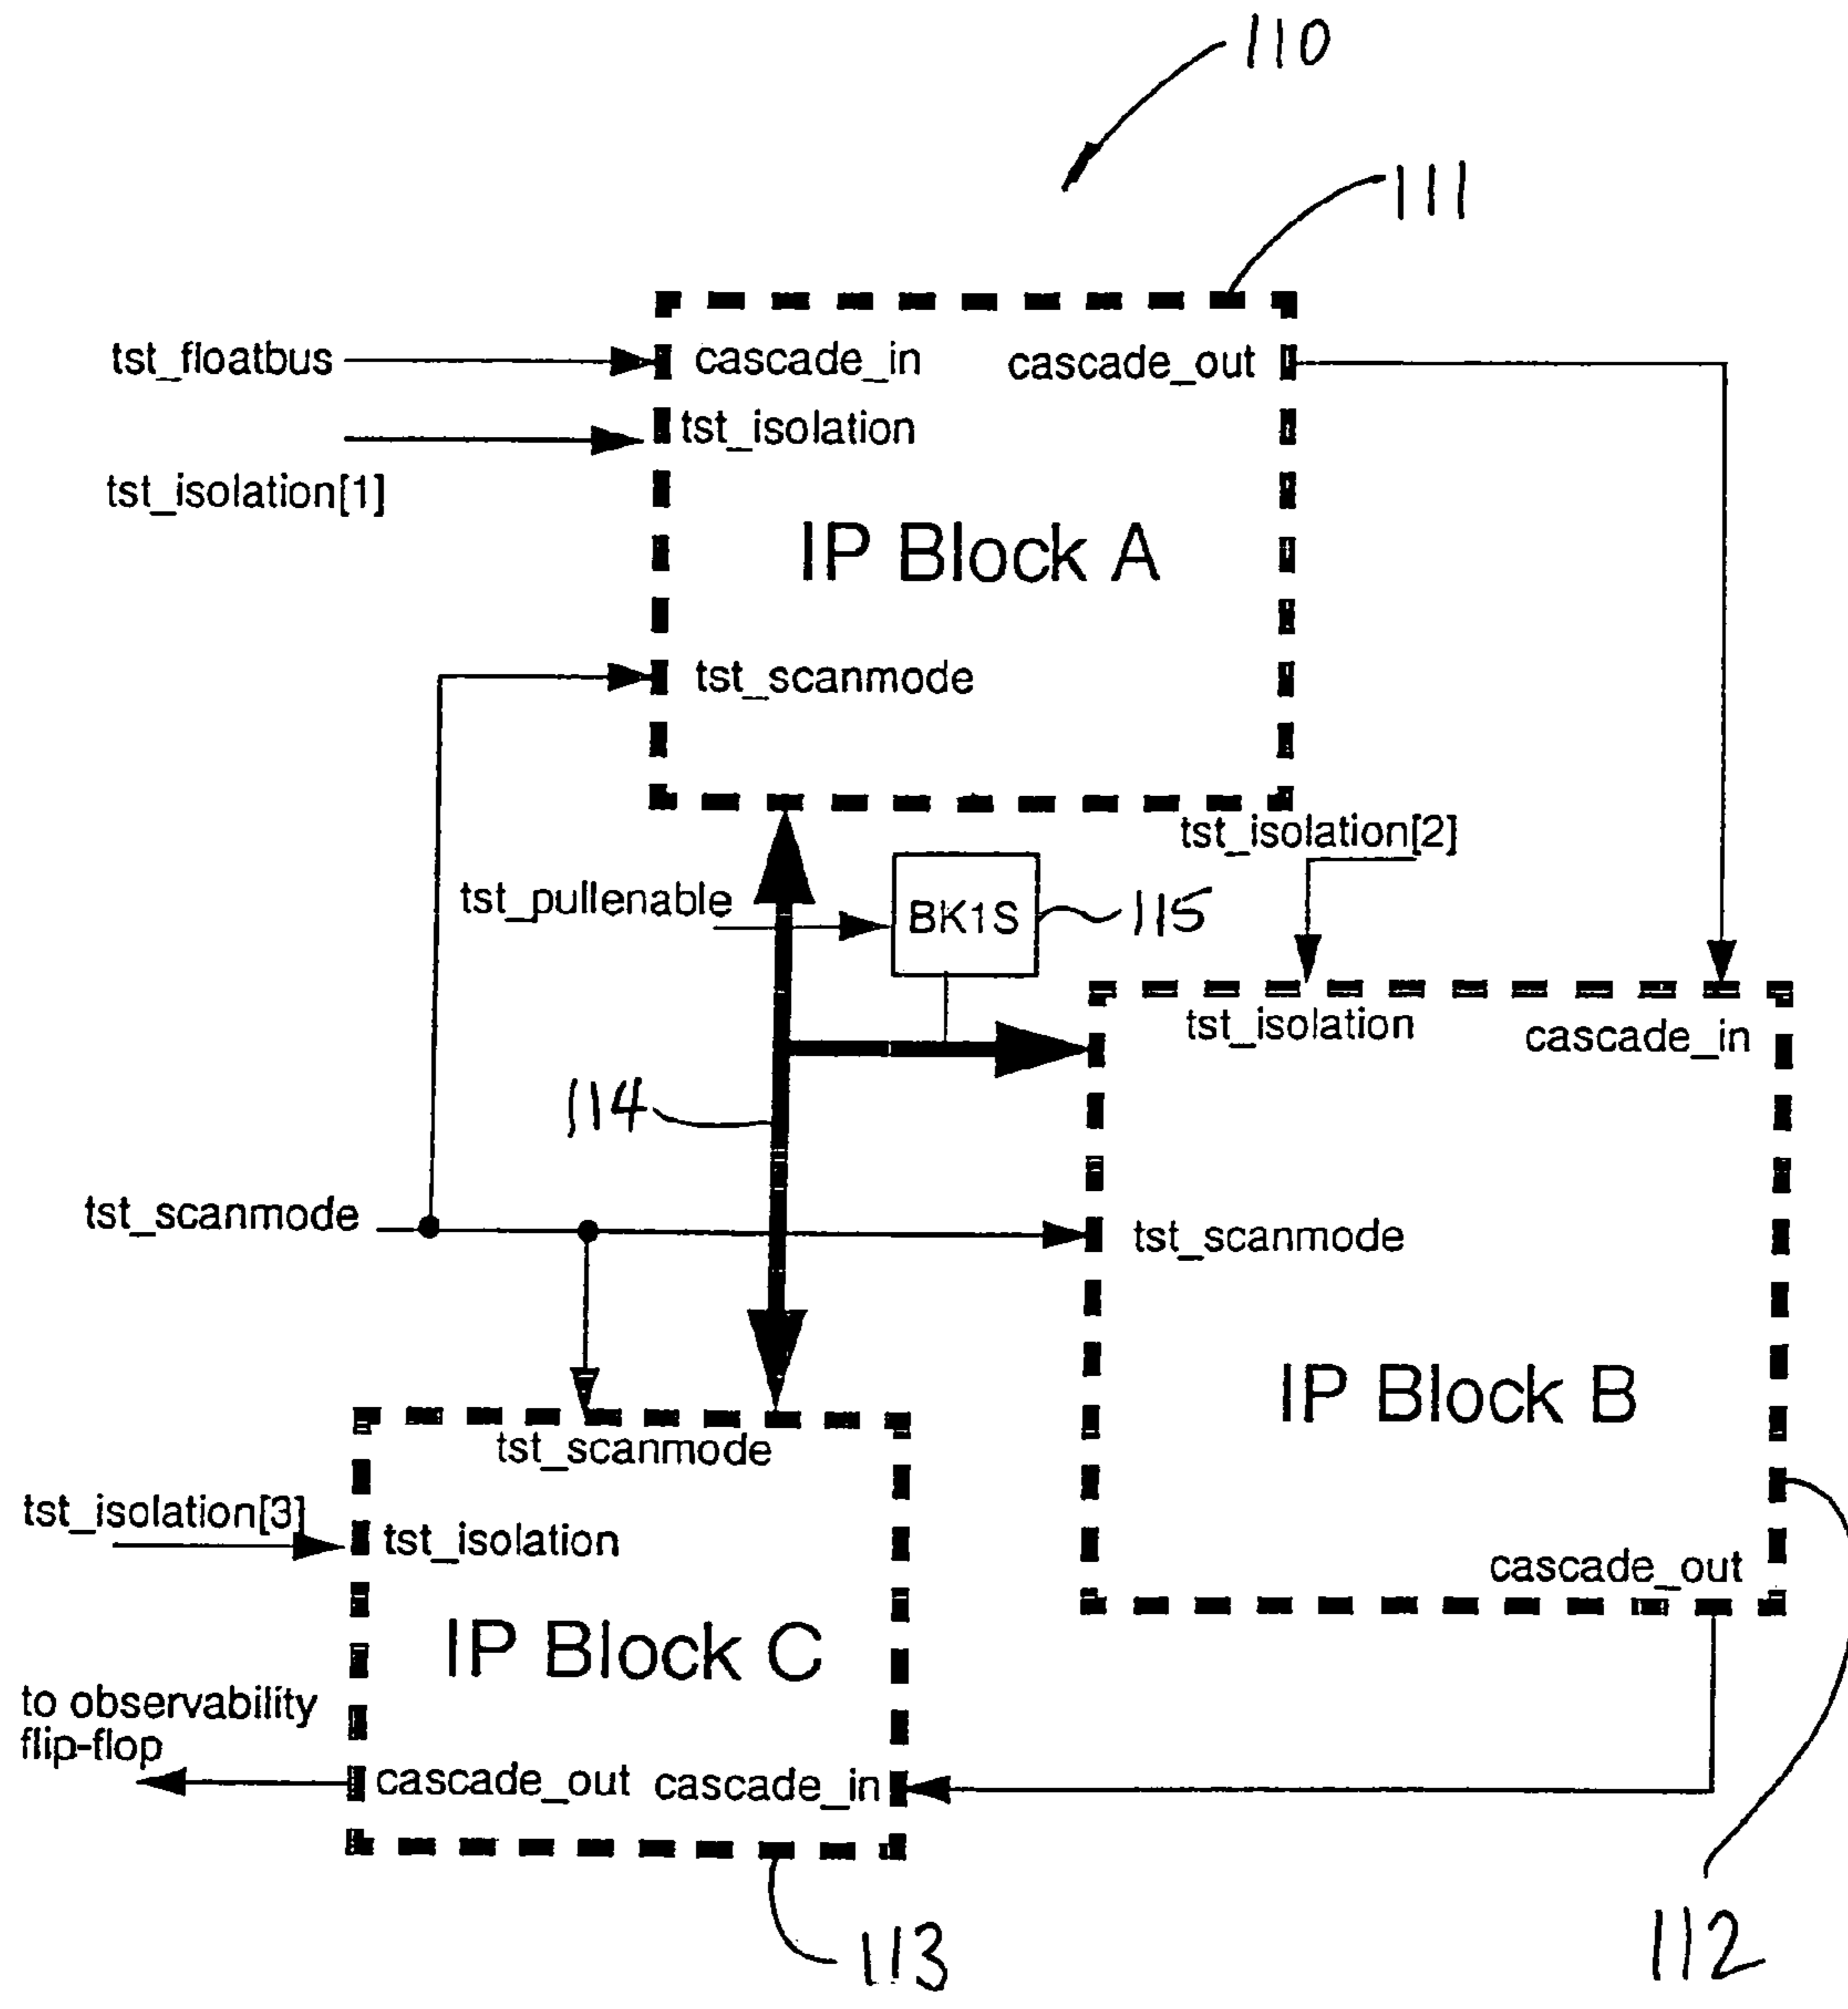 110
111
tst_floatbus
cascade_in
cascade_out
tst_isolation
tst_isolation[1]
IP Block A
tst_scanmode
tst_isolation[2]
tst_pullenable
BK1S
115
tst_isolation
cascade_in
114
tst_scanmode
tst_scanmode
IP Block B
tst_scanmode
tst_isolation[3]
tst_isolation
cascade_out
IP Block C
to observability
flip-flop
cascade_out
cascade_in
113
112